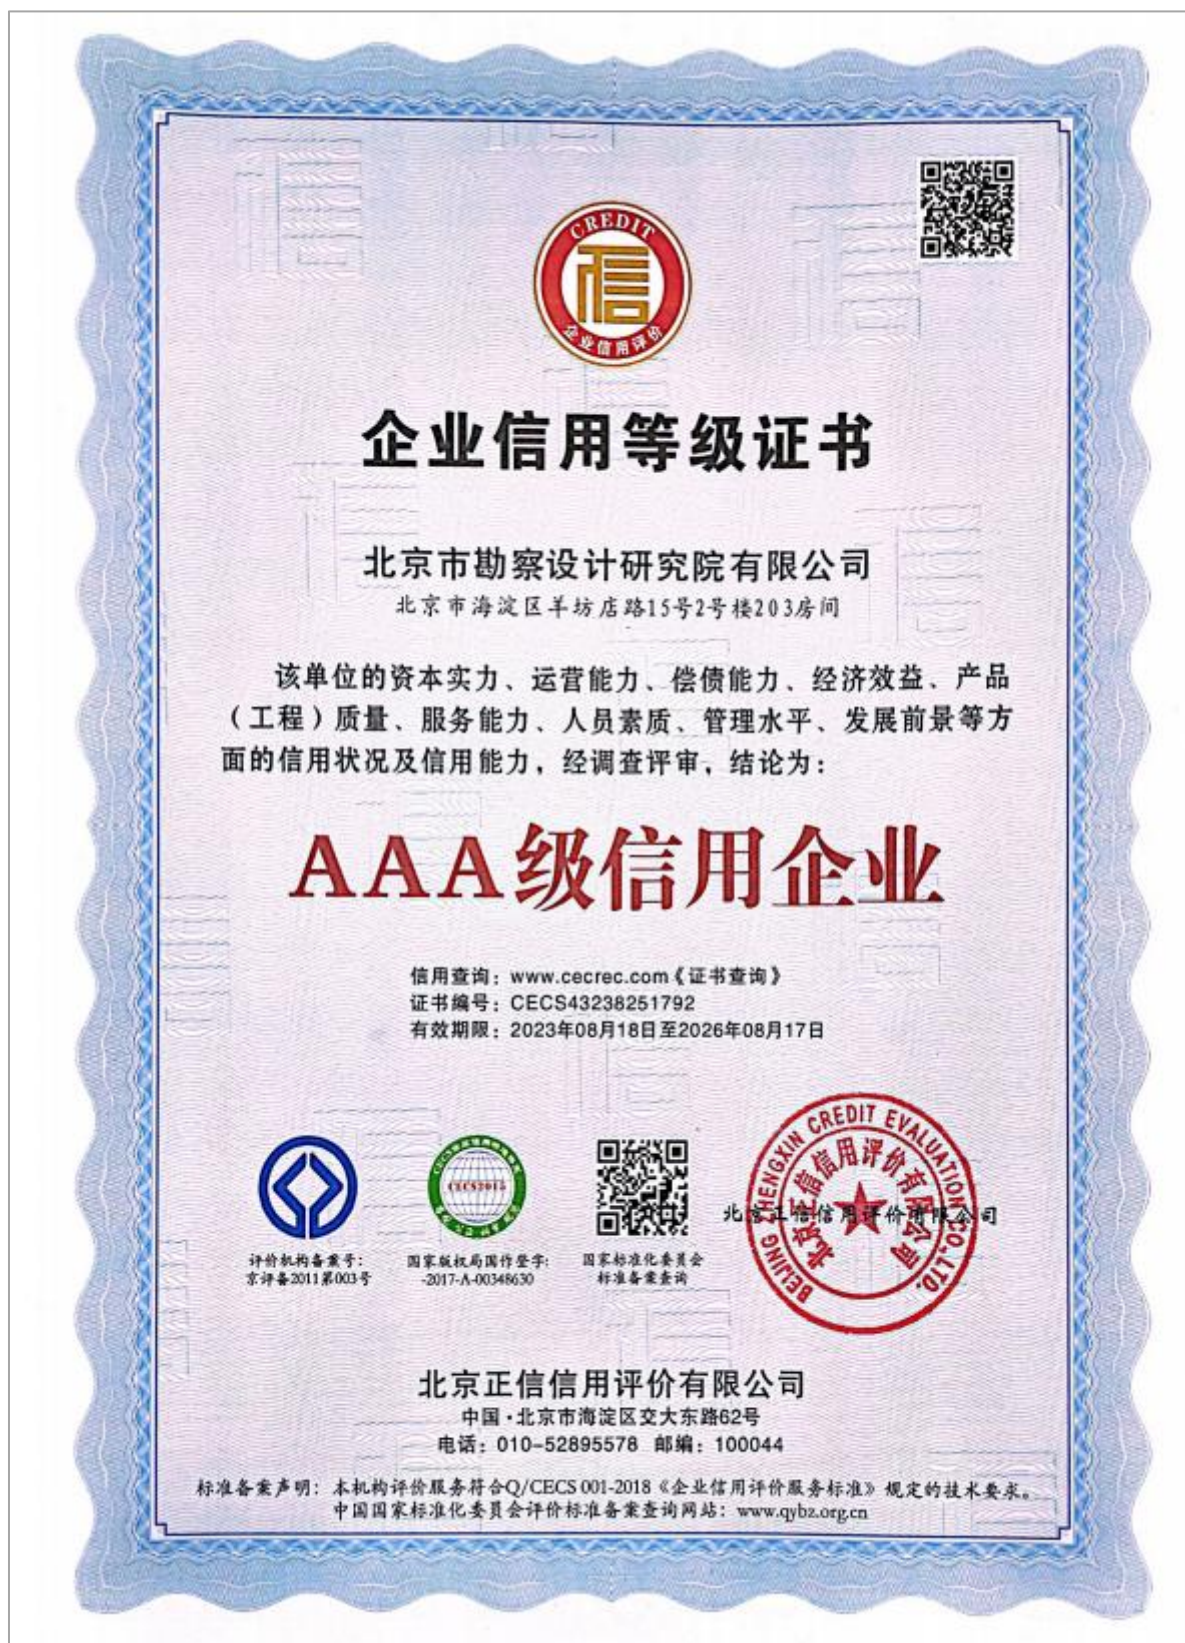 CREDIT
企业信用评价
企业信用等级证书
北京市勘察设计研究院有限公司
北京市海淀区羊坊店路15号2号楼203房间
该单位的资本实力、运营能力、偿债能力、经济效益、产品
（工程）质量、服务能力、人员素质、管理水平、发展前景等方
面的信用状况及信用能力，经调查评审，结论为：
AAA级信用企业
信用查询：www.cecrec.com《证书查询》
证书编号：CECS43238251792
有效期限：2023年08月18日至2026年08月17日
CECS2015
评价机构备案号：
京评备2011第003号
国家版权局国作登字：
-2017-A-00348630
国家标准化委员会
标准备案查询
BEIJING ZHENGXIN CREDIT EVALUATION CO.,LTD.
北京正信信用评价有限公司
北京正信信用评价有限公司
北京正信信用评价有限公司
中国·北京市海淀区交大东路62号
电话：010-52895578 邮编：100044
标准备案声明：本机构评价服务符合Q/CECS 001-2018《企业信用评价服务标准》规定的技术要求。
中国国家标准化委员会评价标准备案查询网站：www.qybz.org.cn